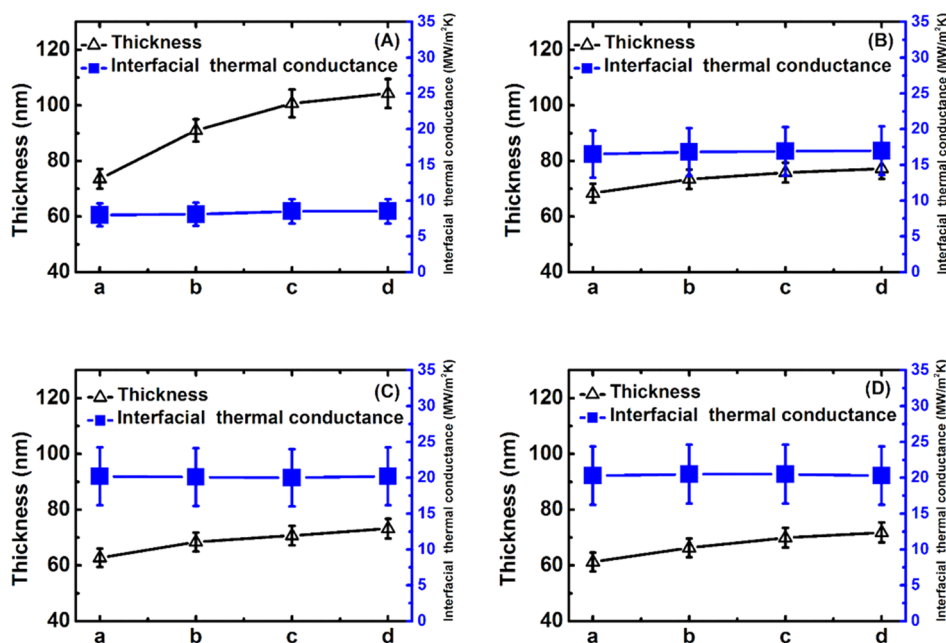 120
100
80
60
40
Thickness (nm)
Thickness
Interfacial thermal conductance
(A)
35
30
25
20
15
10
5
0
Interfacial thermal conductance (MW/m²K)
a b c d
120
100
80
60
40
Thickness (nm)
Thickness
Interfacial thermal conductance
(B)
35
30
25
20
15
10
5
0
Interfacial thermal conductance (MW/m²K)
a b c d
120
100
80
60
40
Thickness (nm)
Thickness
Interfacial thermal conductance
(C)
35
30
25
20
15
10
5
0
Interfacial thermal conductance (MW/m²K)
a b c d
120
100
80
60
40
Thickness (nm)
Thickness
Interfacial thermal conductance
(D)
35
30
25
20
15
10
5
0
Interfacial thermal conductance (MW/m²K)
a b c d